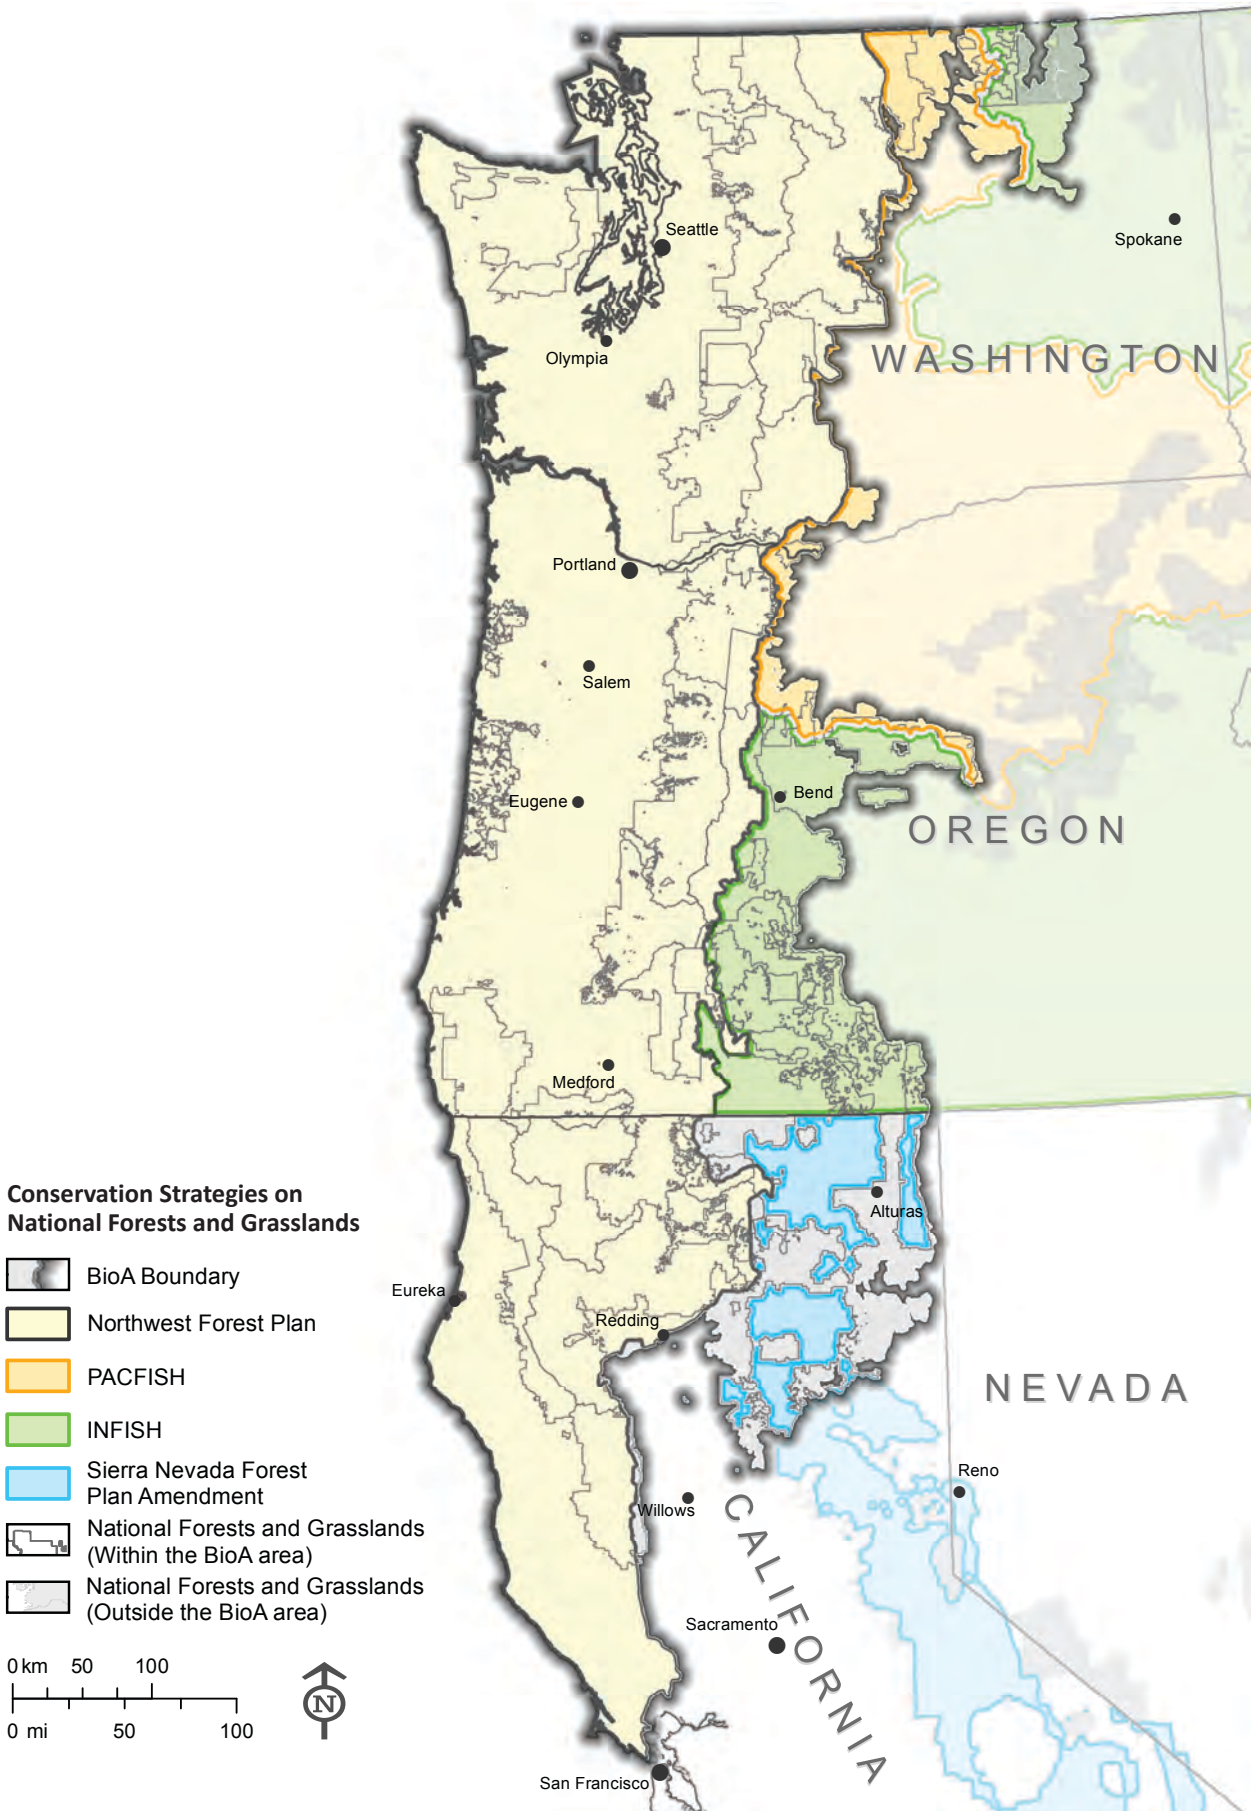 Seattle
Spokane
Olympia
WASHINGTON
Portland
Salem
Bend
Eugene
OREGON
Medford
Conservation Strategies on
National Forests and Grasslands
BioA Boundary
Northwest Forest Plan
PACFISH
INFISH
Sierra Nevada Forest
Plan Amendment
National Forests and Grasslands
(Within the BioA area)
National Forests and Grasslands
(Outside the BioA area)
0 km 50 100
0 mi 50 100
N
Alturas
Eureka
Redding
NEVADA
Reno
Willows
CALIFORNIA
Sacramento
San Francisco